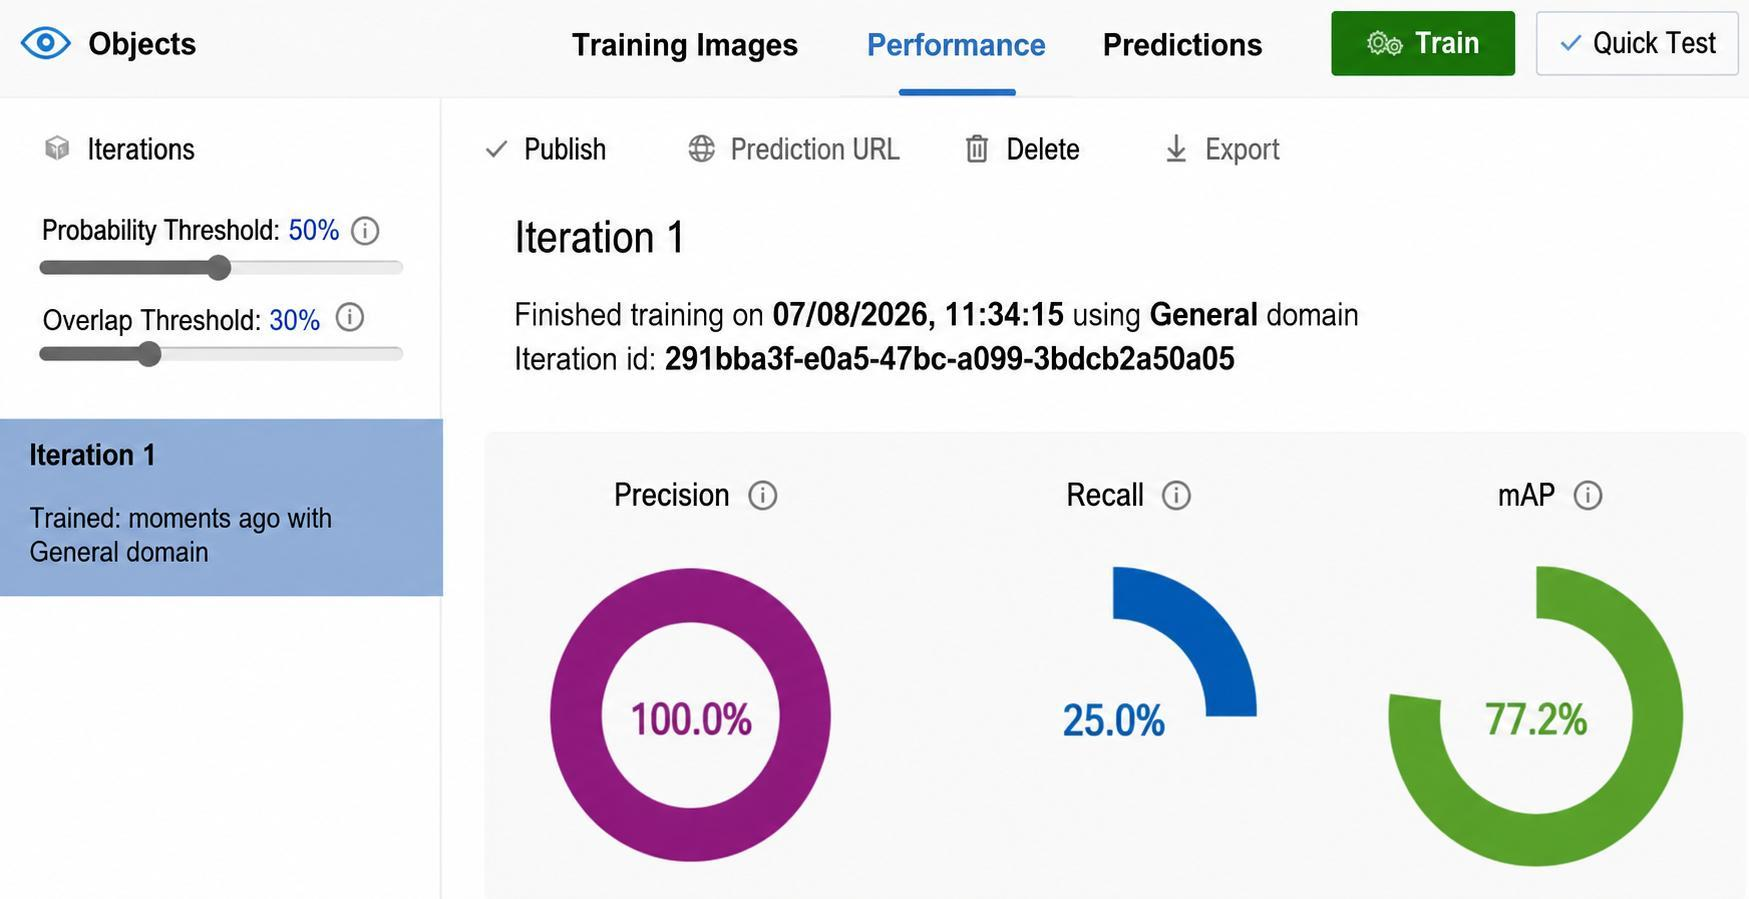 Objects
Training Images
Performance
Predictions
Train
Quick Test
Iterations
Probability Threshold: 50%
Overlap Threshold: 30%
Iteration 1
Trained: moments ago with
General domain
Publish
Prediction URL
Delete
Export
Iteration 1
Finished training on 07/08/2026, 11:34:15 using General domain
Iteration id: 291bba3f-e0a5-47bc-a099-3bdcb2a50a05
Precision
Recall
mAP
100.0%
25.0%
77.2%